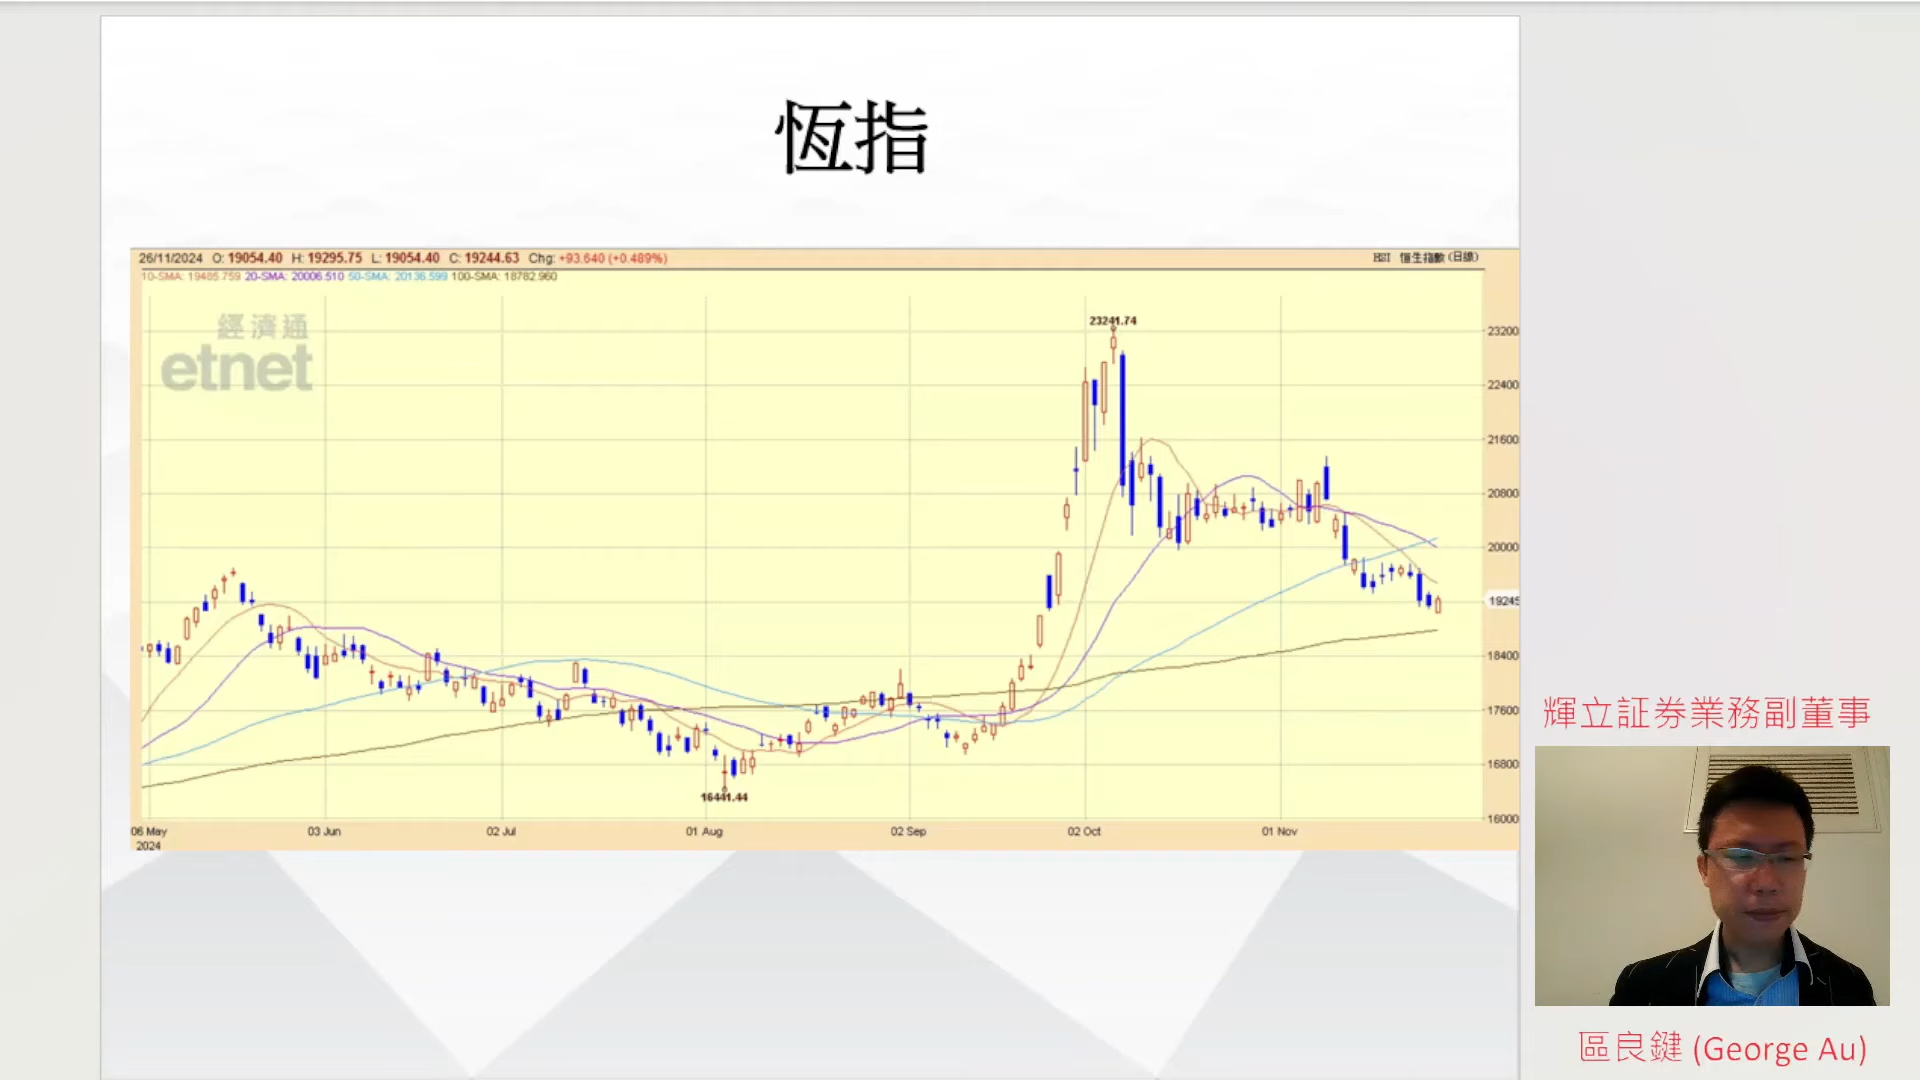 恆指
26/11/2024 O: 19054.40 H: 19295.75 L: 19054.40 C: 19244.63 Chg: +93.640 (+0.489%) HSI 恒生指數 (日線)
10-SMA: 19485.759 20-SMA: 20006.510 50-SMA: 20136.599 100-SMA: 18782.960
經濟通
etnet
23241.74
16441.44
23200
22400
21600
20800
20000
19245
18400
17600
16800
16000
06 May 03 Jun 02 Jul 01 Aug 02 Sep 02 Oct 01 Nov
2024
輝立証券業務副董事
區良鍵 (George Au)